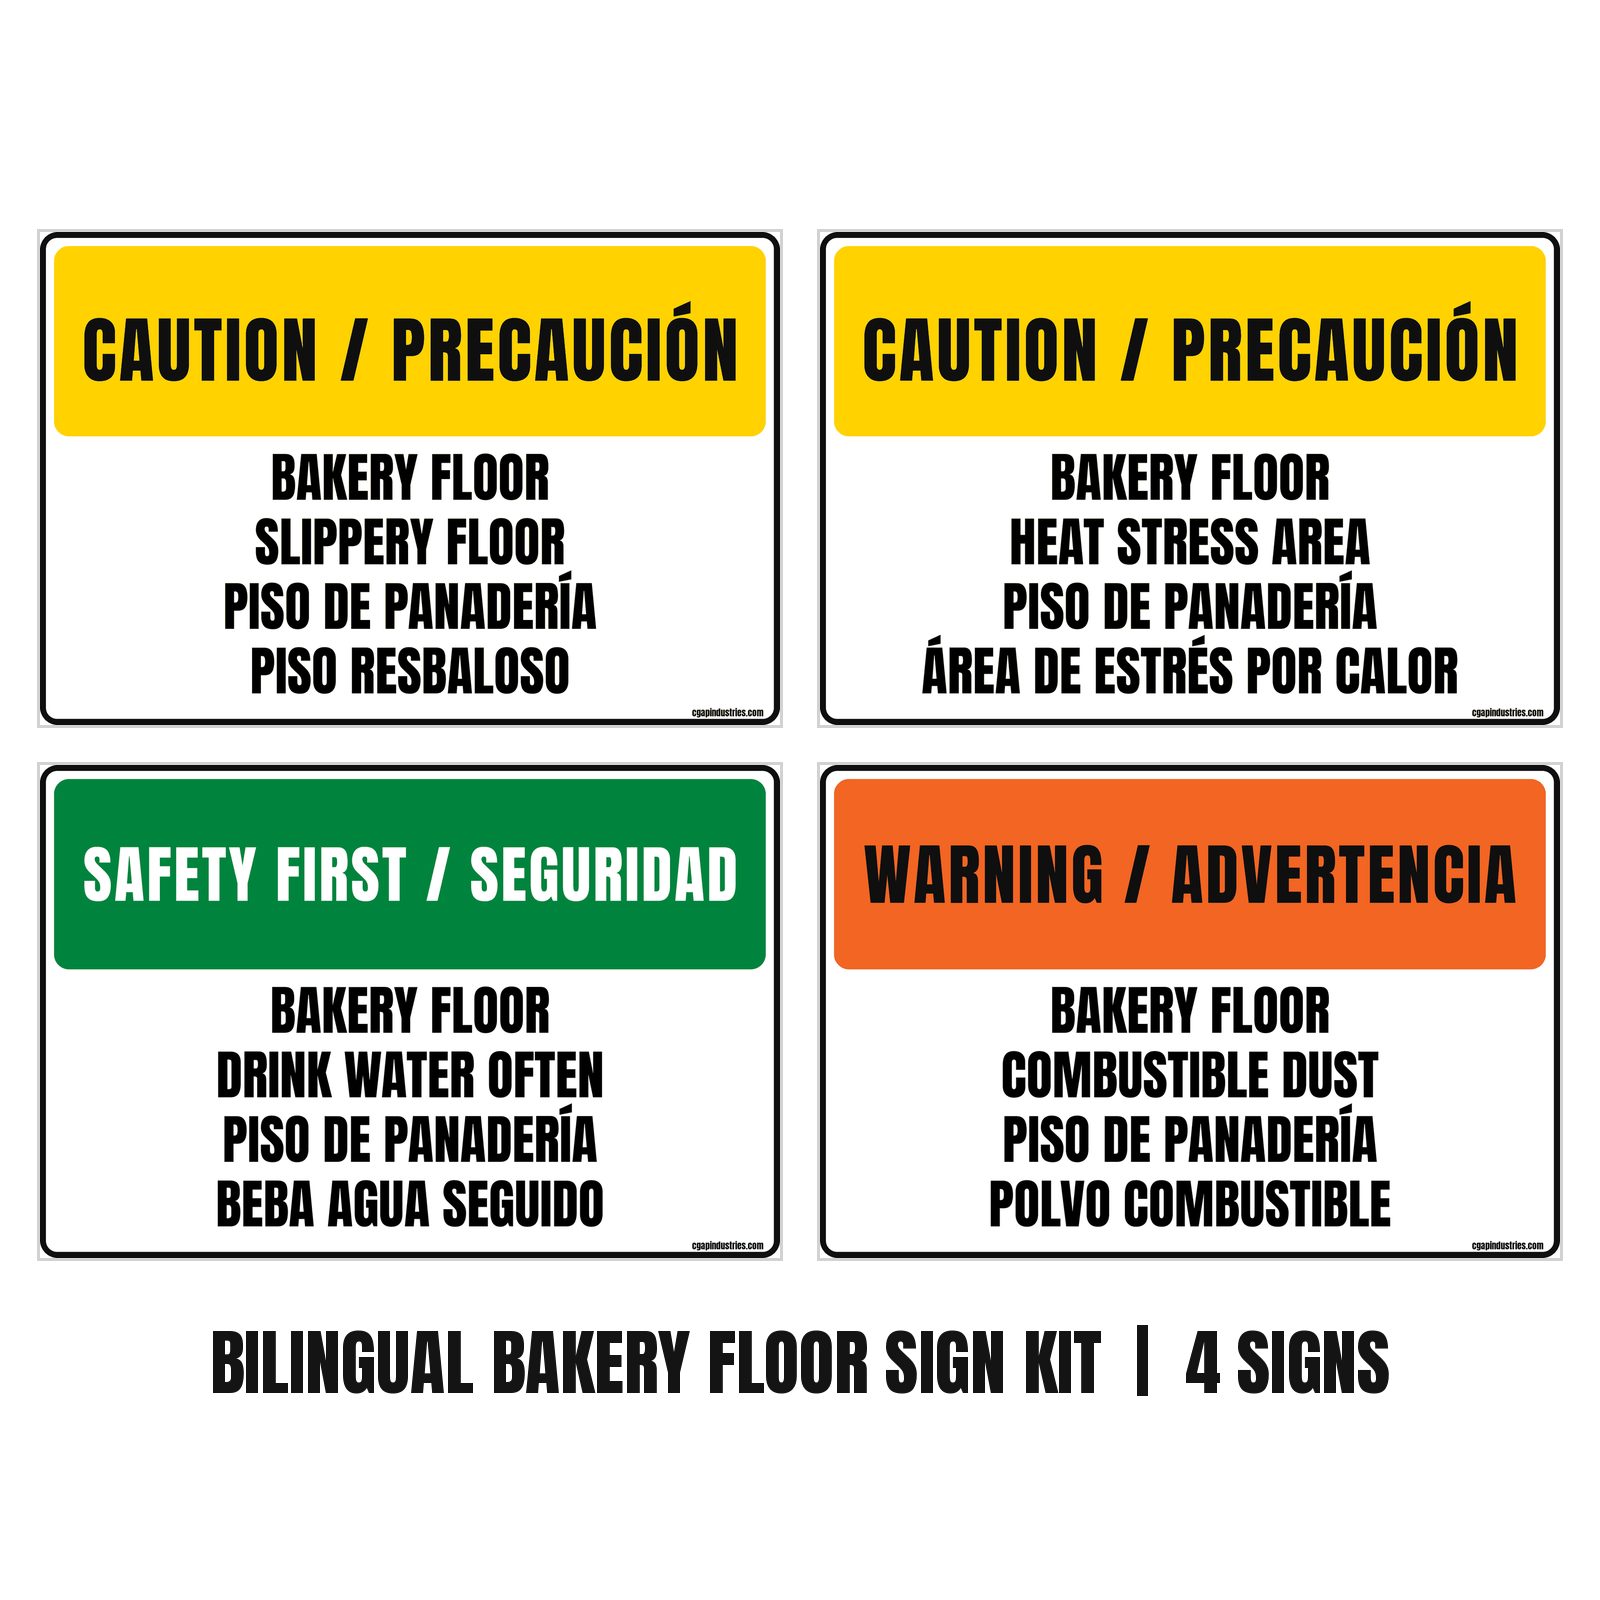 CAUTION / PRECAUCIÓN
BAKERY FLOOR
SLIPPERY FLOOR
PISO DE PANADERÍA
PISO RESBALOSO
cgapindustries.com
CAUTION / PRECAUCIÓN
BAKERY FLOOR
HEAT STRESS AREA
PISO DE PANADERÍA
ÁREA DE ESTRÉS POR CALOR
cgapindustries.com
SAFETY FIRST / SEGURIDAD
BAKERY FLOOR
DRINK WATER OFTEN
PISO DE PANADERÍA
BEBA AGUA SEGUIDO
cgapindustries.com
WARNING / ADVERTENCIA
BAKERY FLOOR
COMBUSTIBLE DUST
PISO DE PANADERÍA
POLVO COMBUSTIBLE
cgapindustries.com
BILINGUAL BAKERY FLOOR SIGN KIT | 4 SIGNS